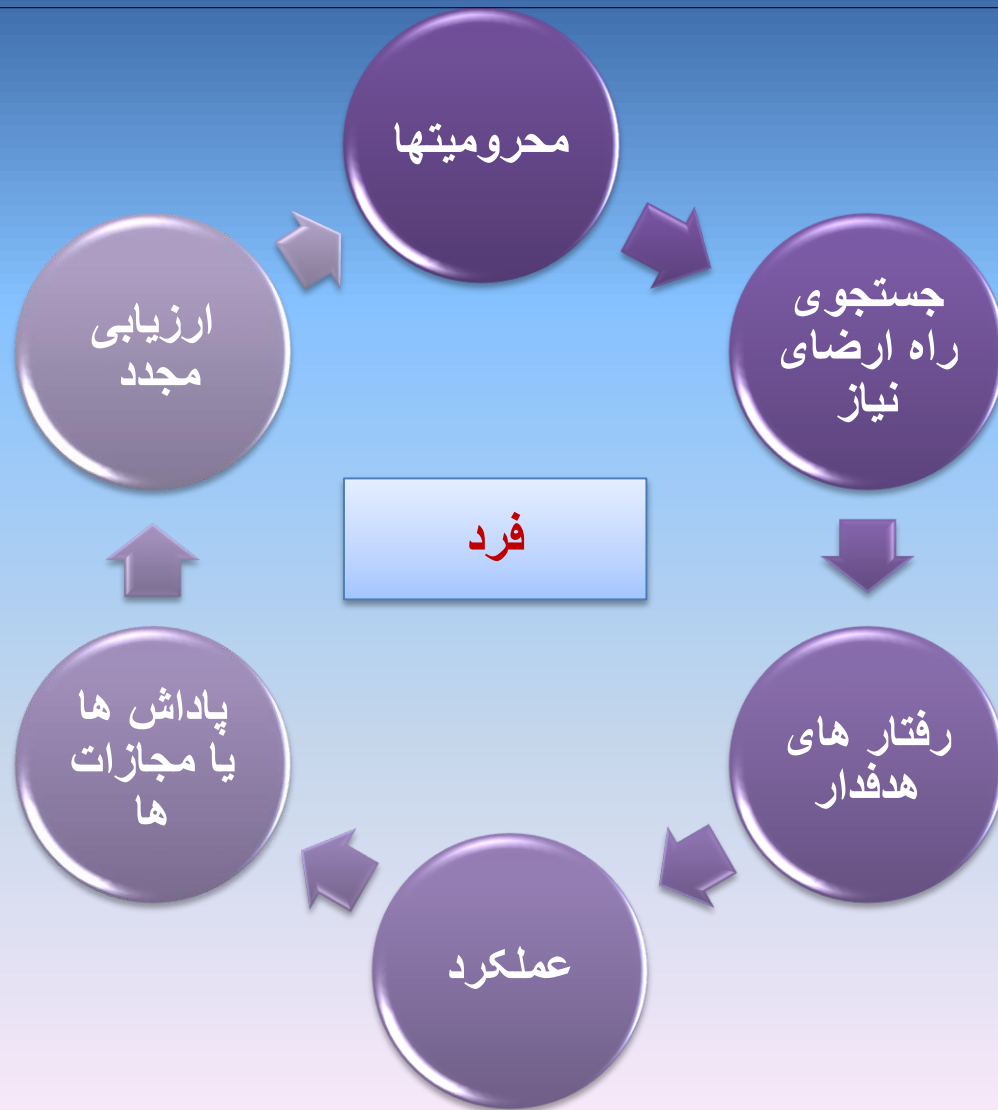 محرومیتها
جستجوی
راه ارضای
نیاز
رفتار های
هدفدار
عملکرد
پاداش ها
یا مجازات
ها
ارزیابی
مجدد
فرد